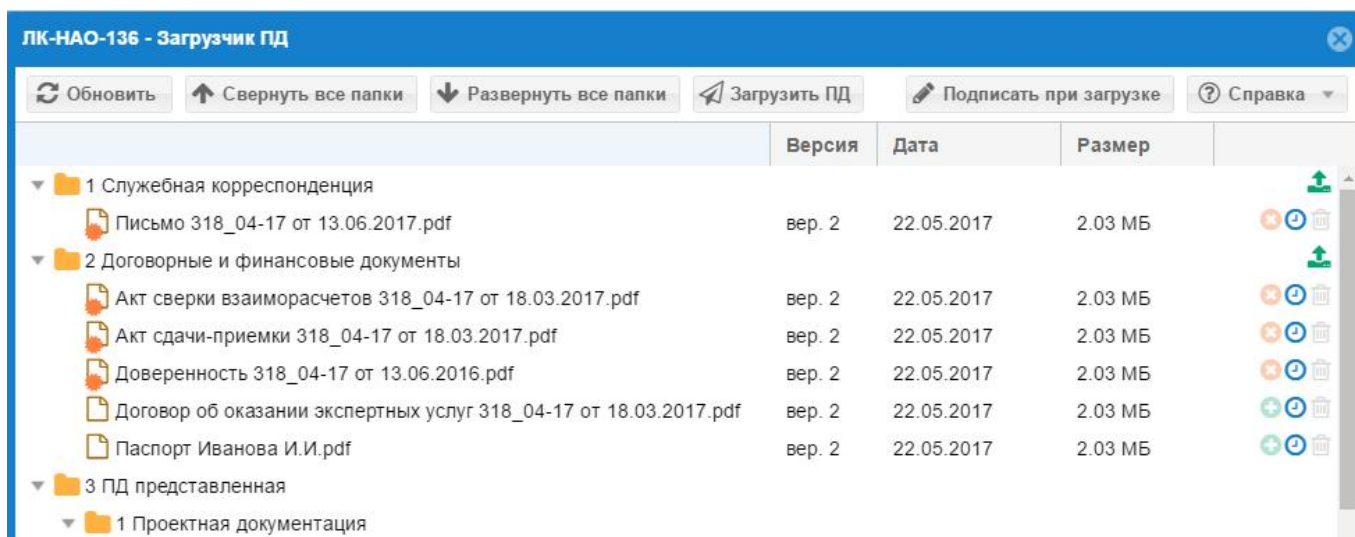 ЛК-НАО-136 - Загрузчик ПД
Обновить Свернуть все папки Развернуть все папки Загрузить ПД Подписать при загрузке Справка
Версия Дата Размер
1 Служебная корреспонденция
Письмо 318_04-17 от 13.06.2017.pdf вер. 2 22.05.2017 2.03 МБ
2 Договорные и финансовые документы
Акт сверки взаиморасчетов 318_04-17 от 18.03.2017.pdf вер. 2 22.05.2017 2.03 МБ
Акт сдачи-приемки 318_04-17 от 18.03.2017.pdf вер. 2 22.05.2017 2.03 МБ
Доверенность 318_04-17 от 13.06.2016.pdf вер. 2 22.05.2017 2.03 МБ
Договор об оказании экспертных услуг 318_04-17 от 18.03.2017.pdf вер. 2 22.05.2017 2.03 МБ
Паспорт Иванова И.И.pdf вер. 2 22.05.2017 2.03 МБ
3 ПД представленная
1 Проектная документация